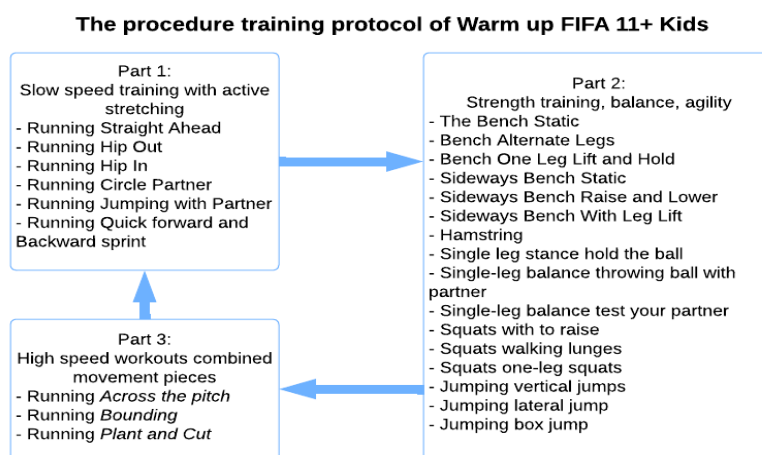 The procedure training protocol of Warm up FIFA 11+ Kids
Part 1:
Slow speed training with active
stretching
- Running Straight Ahead
- Running Hip Out
- Running Hip In
- Running Circle Partner
- Running Jumping with Partner
- Running Quick forward and
Backward sprint
Part 2:
Strength training, balance, agility
- The Bench Static
- Bench Alternate Legs
- Bench One Leg Lift and Hold
- Sideways Bench Static
- Sideways Bench Raise and Lower
- Sideways Bench With Leg Lift
- Hamstring
- Single leg stance hold the ball
- Single-leg balance throwing ball with
partner
- Single-leg balance test your partner
- Squats with to raise
- Squats walking lunges
- Squats one-leg squats
- Jumping vertical jumps
- Jumping lateral jump
- Jumping box jump
Part 3:
High speed workouts combined
movement pieces
- Running Across the pitch
- Running Bounding
- Running Plant and Cut